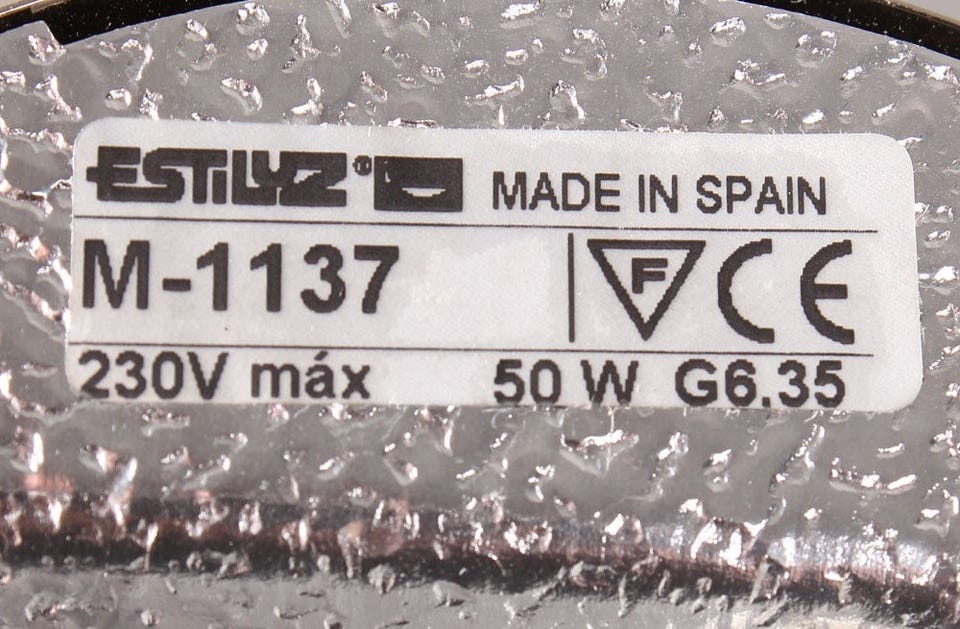 ESTILUZ® MADE IN SPAIN
M-1137 F CE
230V máx 50 W G6.35